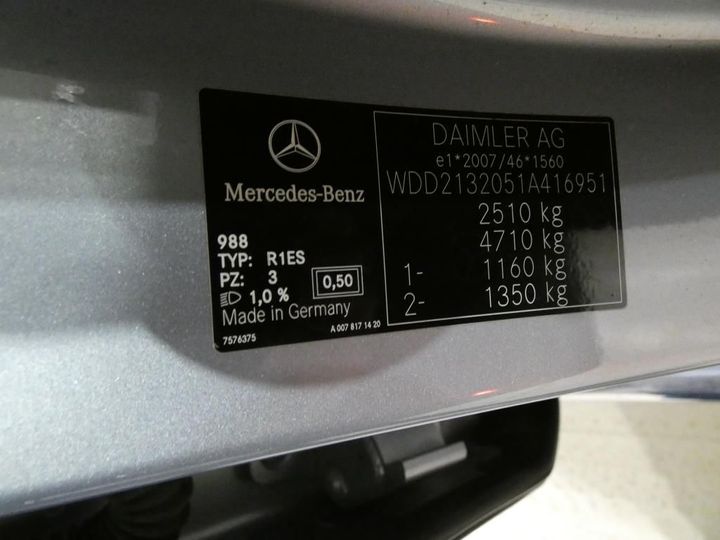 Mercedes-Benz
988
TYP: R1ES
PZ: 3
0,50
1,0 %
Made in Germany
7576375
A 007 817 14 20
DAIMLER AG
e1*2007/46*1560
WDD2132051A416951
2510 kg
4710 kg
1- 1160 kg
2- 1350 kg